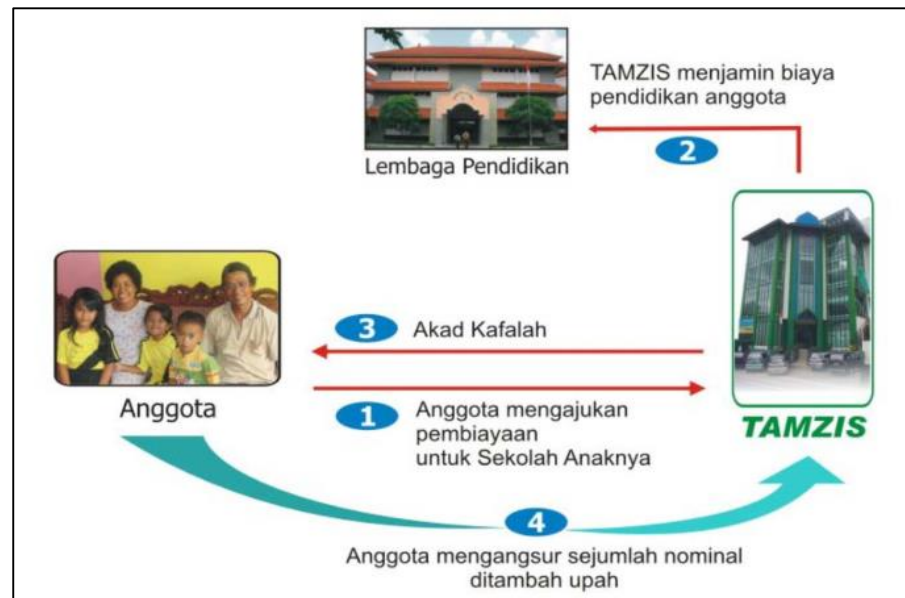 TAMZIS menjamin biaya
pendidikan anggota
2
Lembaga Pendidikan
3
Akad Kafalah
Anggota
1
Anggota mengajukan
pembiayaan
untuk Sekolah Anaknya
TAMZIS
4
Anggota mengangsur sejumlah nominal
ditambah upah